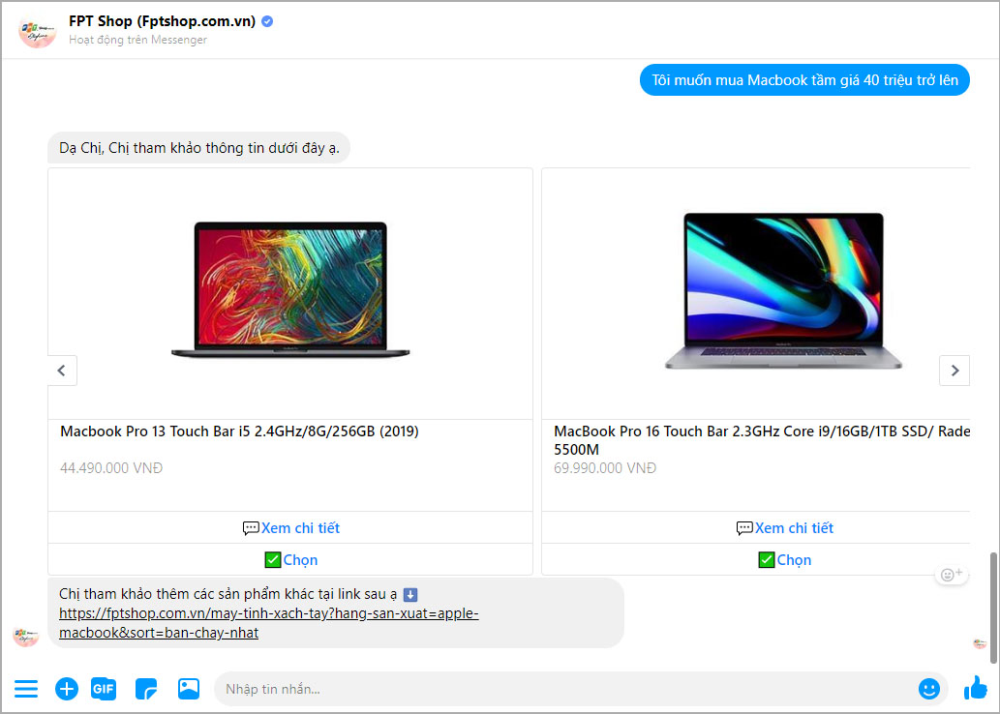 FPT Shop (Fptshop.com.vn)
Hoạt động trên Messenger
Tôi muốn mua Macbook tầm giá 40 triệu trở lên
Dạ Chị, Chị tham khảo thông tin dưới đây ạ.
Macbook Pro 13 Touch Bar i5 2.4GHz/8G/256GB (2019)
44.490.000 VNĐ
Xem chi tiết
Chọn
MacBook Pro 16 Touch Bar 2.3GHz Core i9/16GB/1TB SSD/ Rade
5500M
69.990.000 VNĐ
Xem chi tiết
Chọn
Chị tham khảo thêm các sản phẩm khác tại link sau ạ
https://fptshop.com.vn/may-tinh-xach-tay?hang-san-xuat=apple-
macbook&sort=ban-chay-nhat
GIF
Nhập tin nhắn...